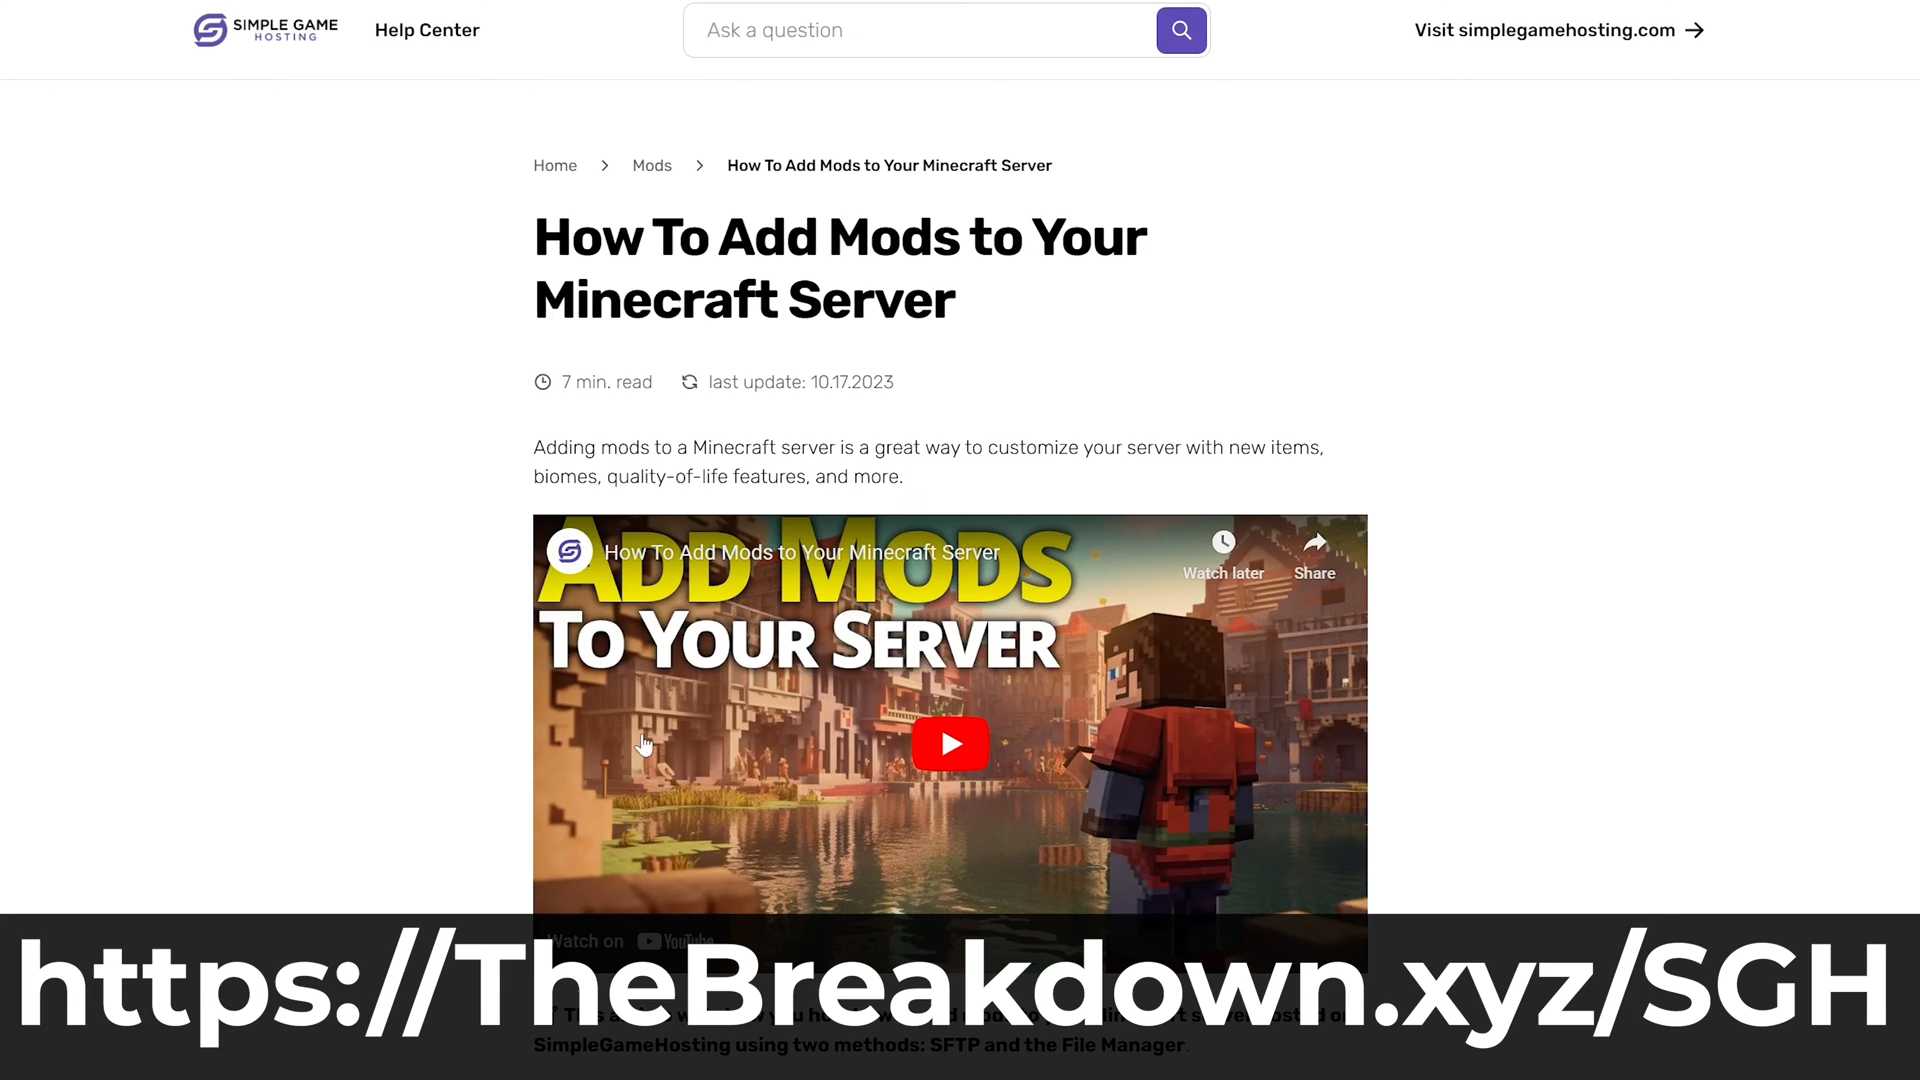 SIMPLE GAME
HOSTING
Help Center
Ask a question
Visit simplegamehosting.com
Home
Mods
How To Add Mods to Your Minecraft Server
How To Add Mods to Your
Minecraft Server
7 min. read
last update: 10.17.2023
Adding mods to a Minecraft server is a great way to customize your server with new items,
biomes, quality-of-life features, and more.
How To Add Mods to Your Minecraft Server
Watch later
Share
ADD MODS
TO YOUR SERVER
Watch on YouTube
https://TheBreakdown.xyz/SGH
SimpleGameHosting using two methods: SFTP and the File Manager.